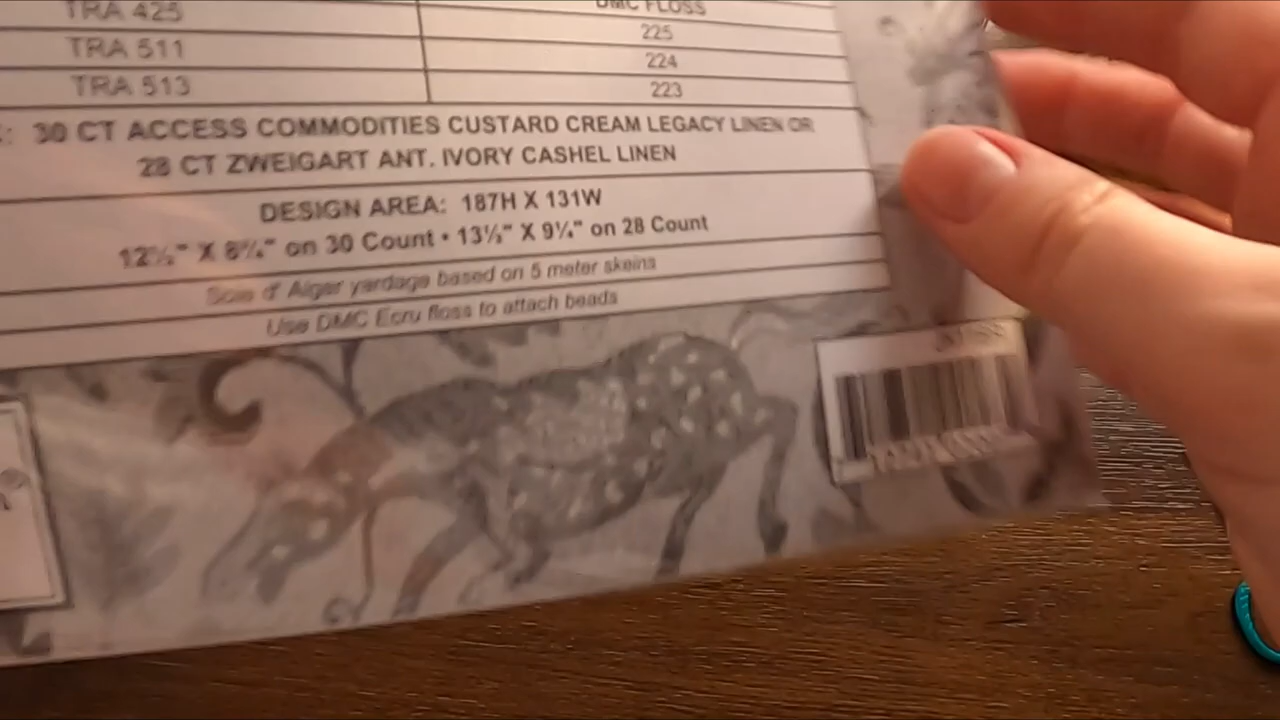 TRA 425 DMC FLOSS
TRA 511 225
TRA 513 224
223
: 30 CT ACCESS COMMODITIES CUSTARD CREAM LEGACY LINEN OR
28 CT ZWEIGART ANT. IVORY CASHEL LINEN
DESIGN AREA: 187H X 131W
12½" X 8¾" on 30 Count • 13½" X 9¼" on 28 Count
Soie d' Alger yardage based on 5 meter skeins
Use DMC Ecru floss to attach beads